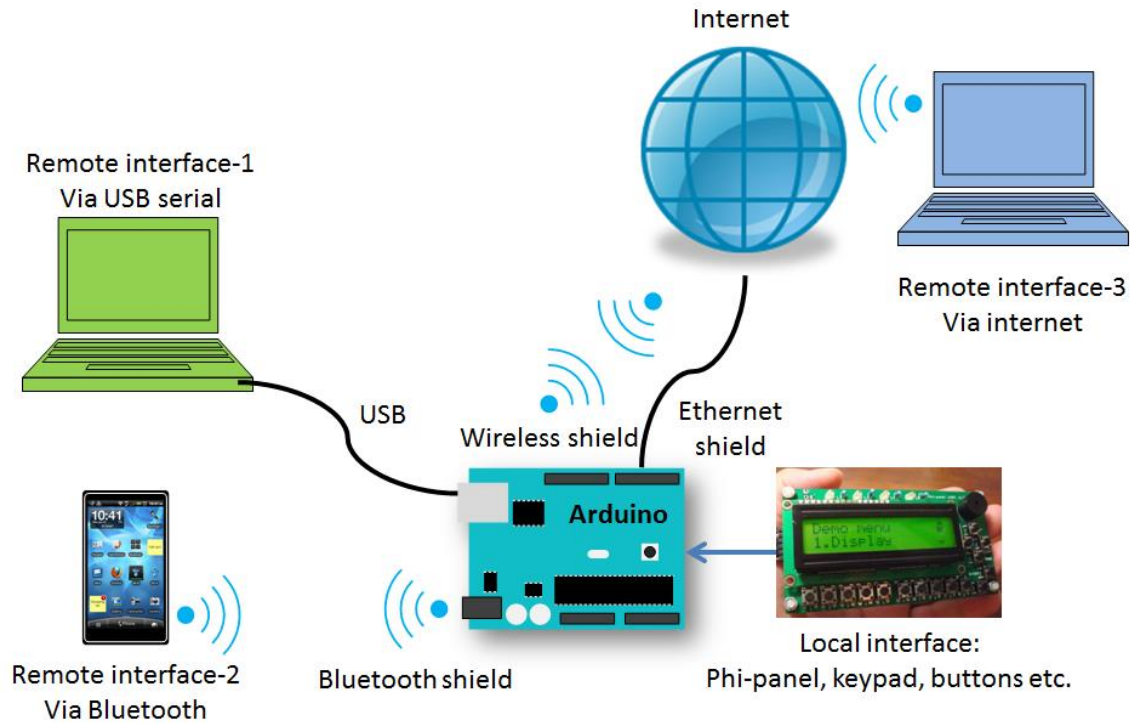 Internet
Remote interface-1
Via USB serial
Remote interface-3
Via internet
USB
Wireless shield
Ethernet
shield
Arduino
10:41
Demo menu
1.Display
Remote interface-2
Via Bluetooth
Bluetooth shield
Local interface:
Phi-panel, keypad, buttons etc.